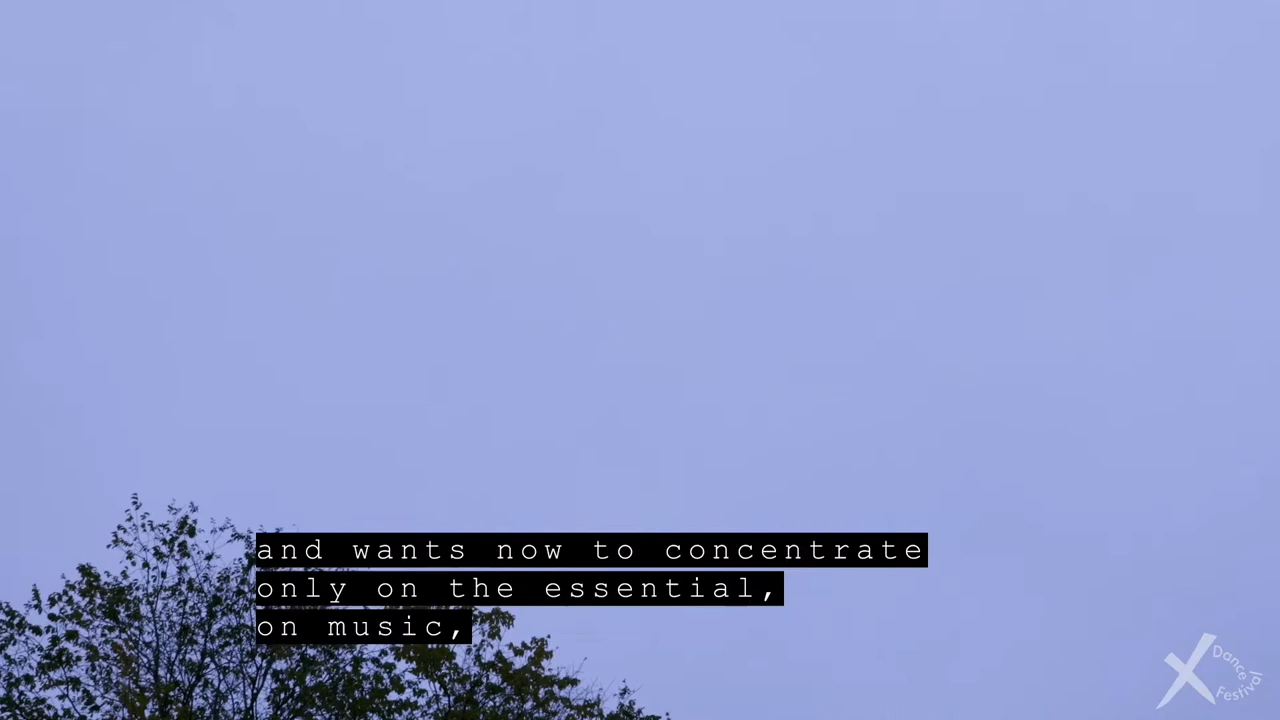 and wants now to concentrate
only on the essential,
on music,
X Dance
Festival